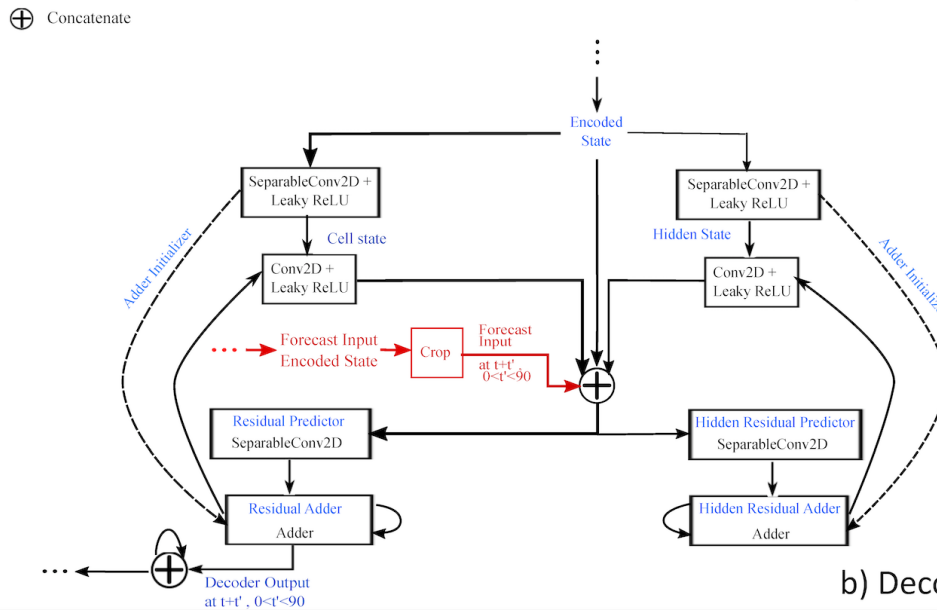 Concatenate
Encoded
State
SeparableConv2D +
Leaky ReLU
SeparableConv2D +
Leaky ReLU
Adder Initializer
Cell state
Hidden State
Conv2D +
Leaky ReLU
Conv2D +
Leaky ReLU
Forecast Input
Encoded State
Crop
Forecast
Input
at t+t' ,
0<t'<90
Residual Predictor
SeparableConv2D
Hidden Residual Predictor
SeparableConv2D
Residual Adder
Adder
Hidden Residual Adder
Adder
Decoder Output
at t+t' , 0<t'<90
Adder
b)